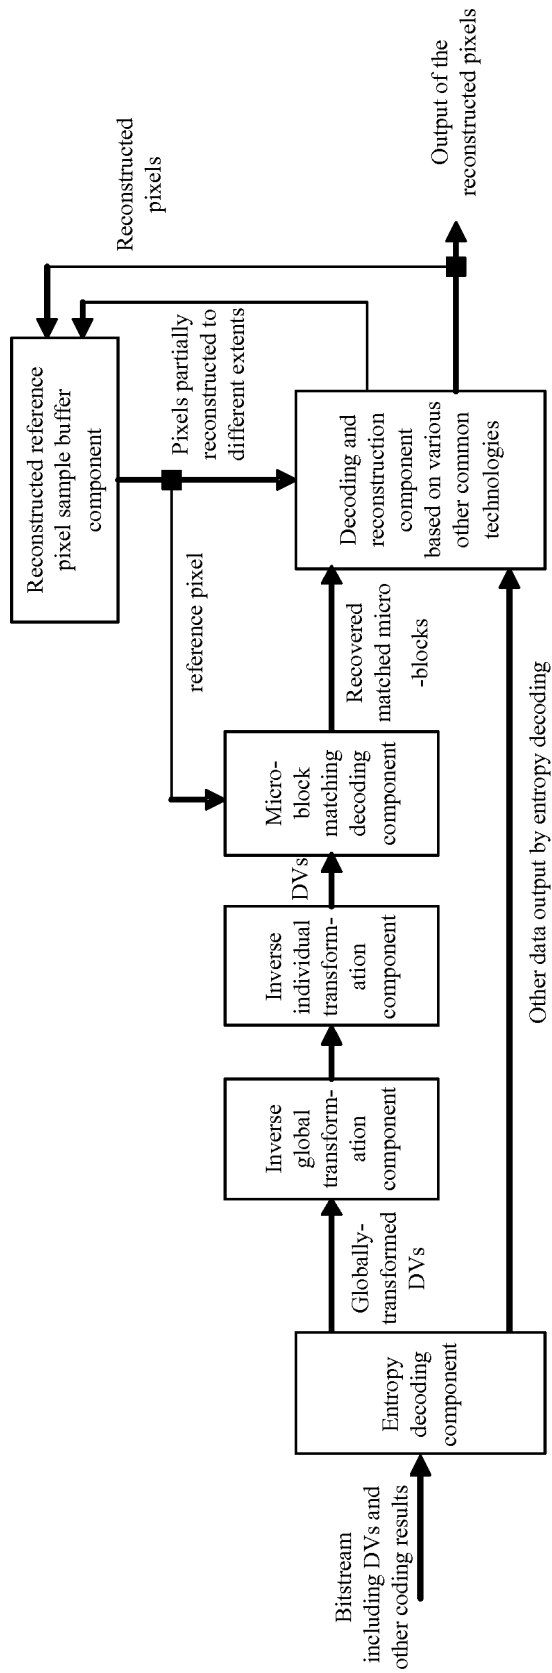 Bitstream
including DVs and
other coding results
Entropy
decoding
component
Globally-
transformed
DVs
Inverse
global
transform-
ation
component
Inverse
individual
transform-
ation
component
DVs
Micro-
block
matching
decoding
component
reference pixel
Recovered
matched micro
-blocks
Other data output by entropy decoding
Reconstructed reference
pixel sample buffer
component
Pixels partially
reconstructed to
different extents
Decoding and
reconstruction
component
based on various
other common
technologies
Reconstructed
pixels
Output of the
reconstructed pixels